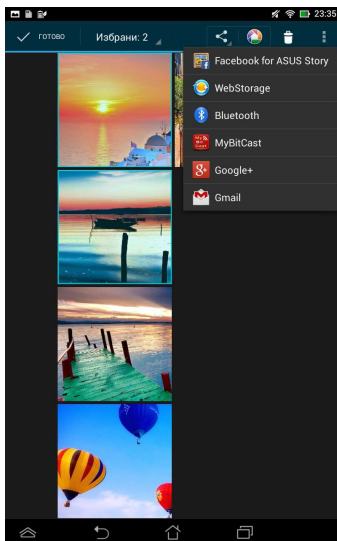 23:35
ГОТОВО
Избрани: 2
Facebook for ASUS Story
WebStorage
Bluetooth
MyBitCast
Google+
Gmail